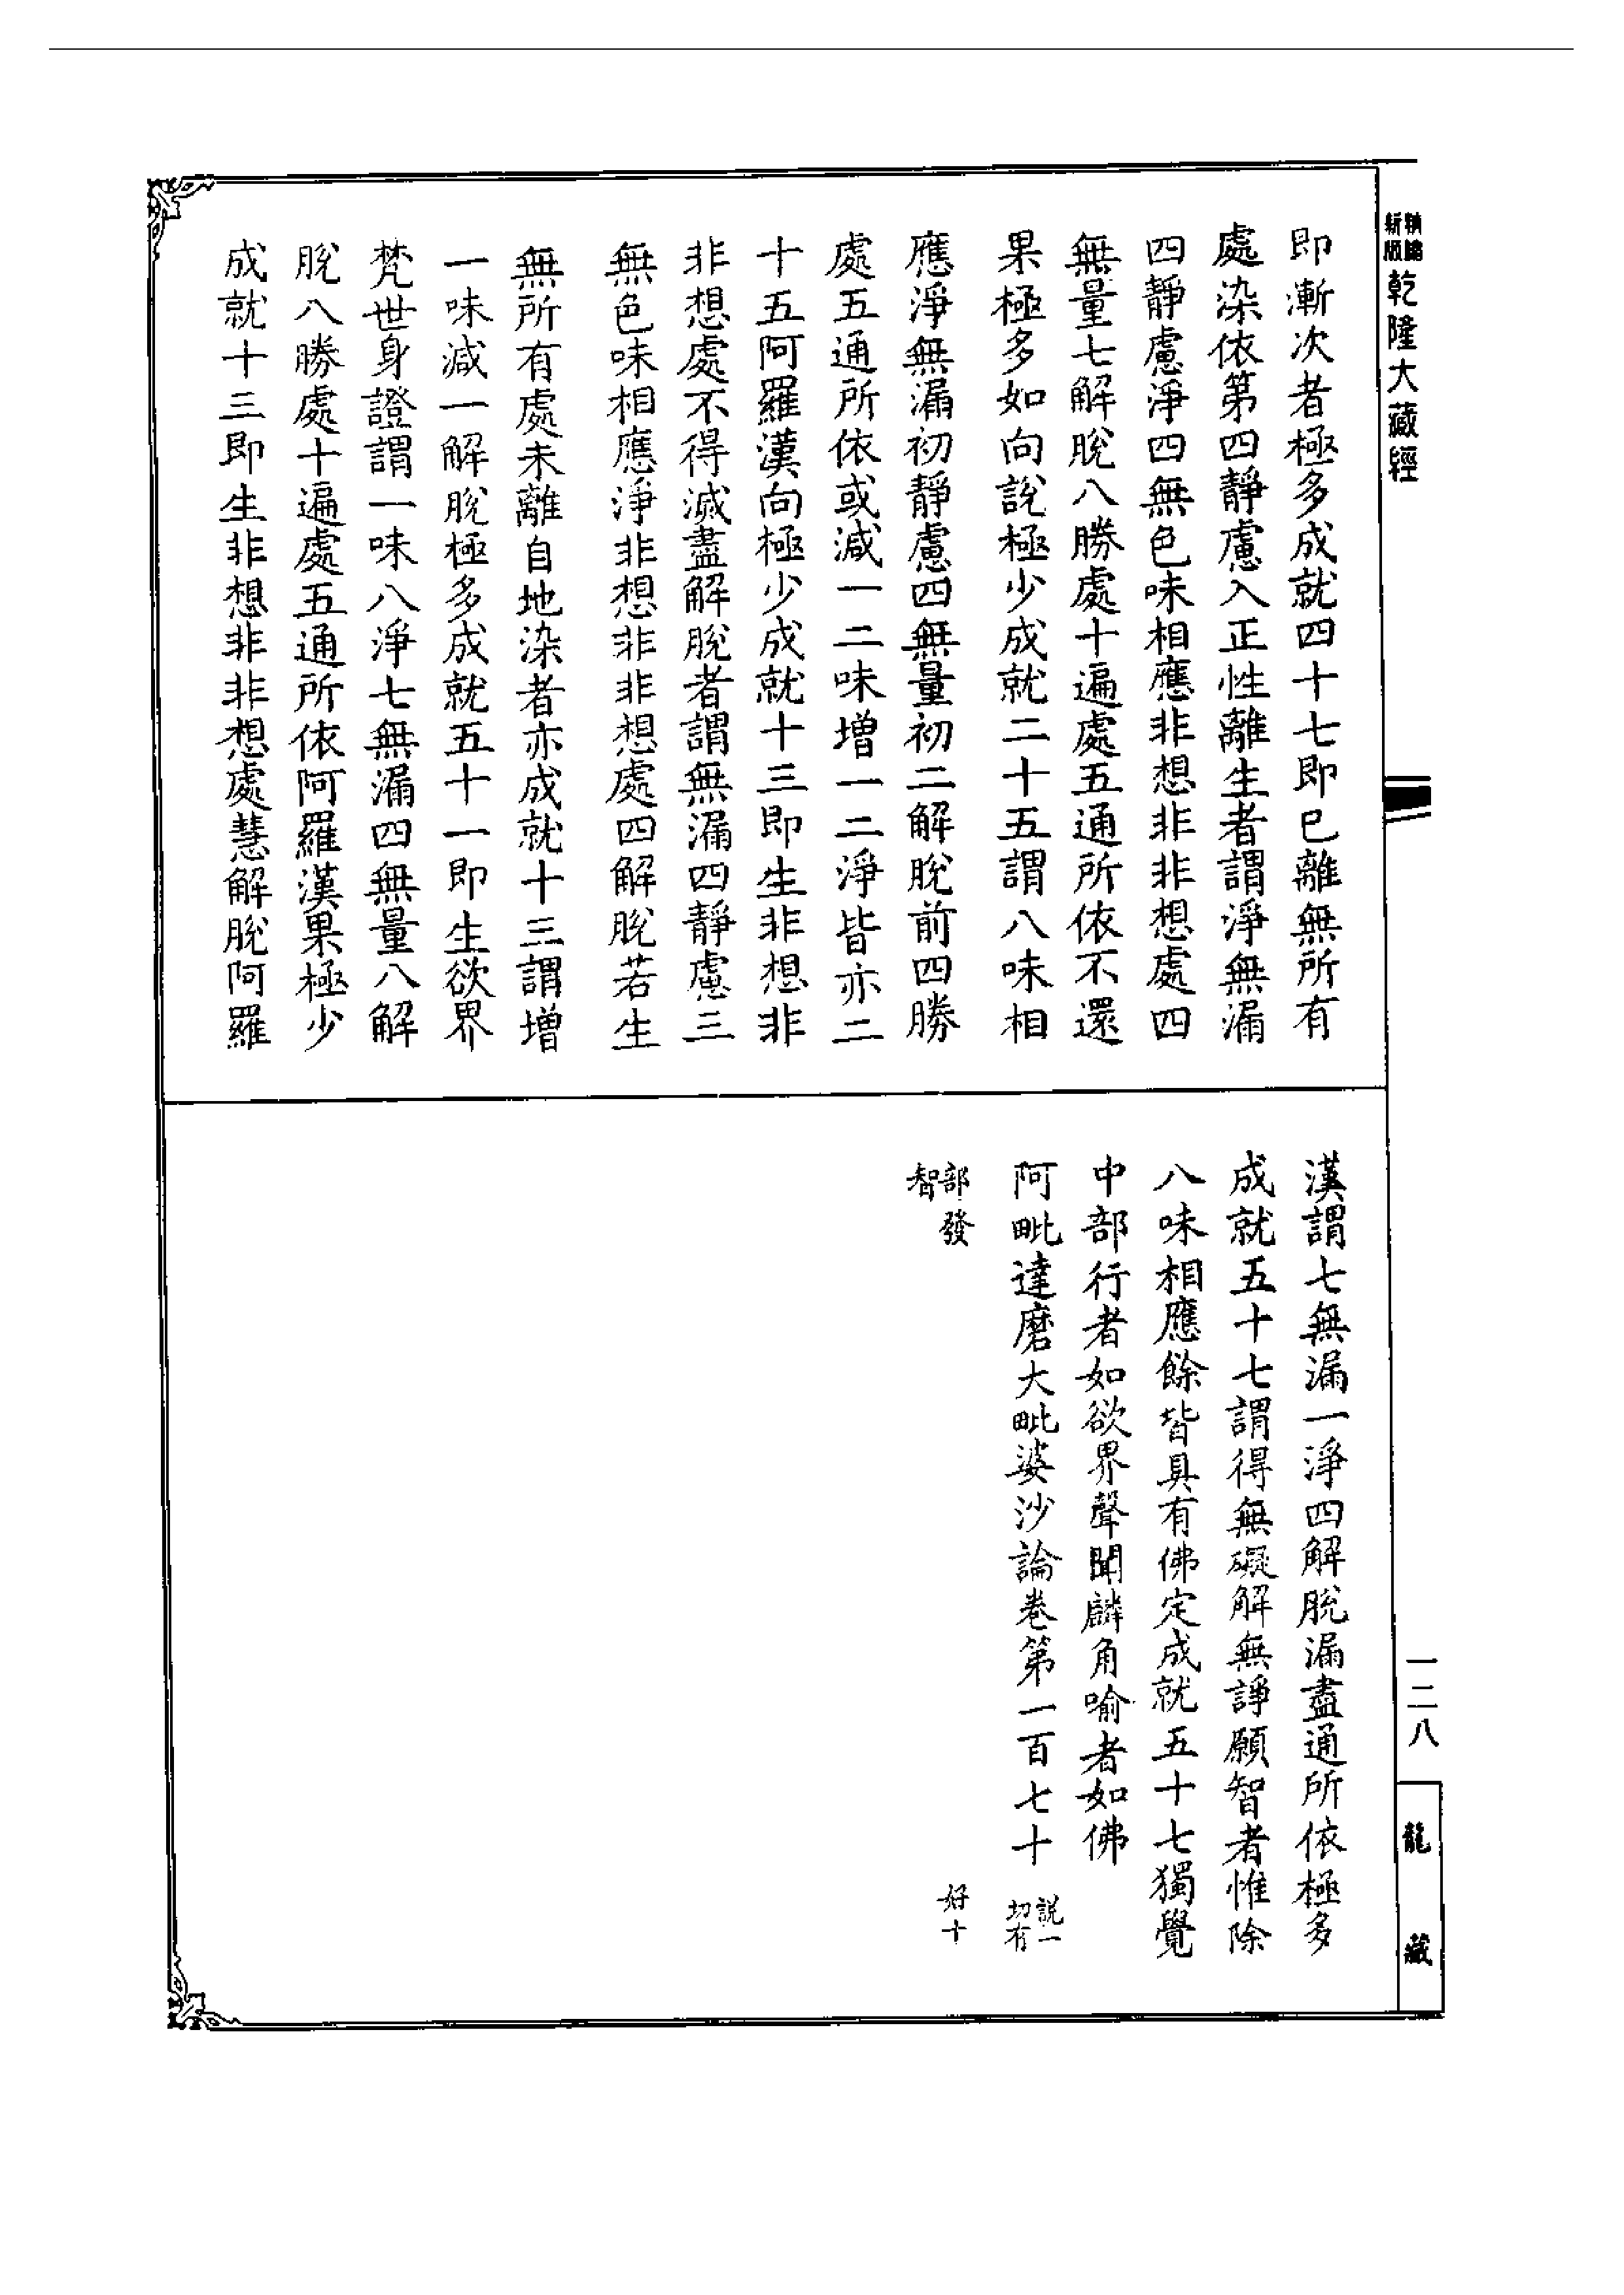 新版
精縮
乾隆大藏經
一二八
龍藏
即漸次者極多成就四十七即已離無所有
處染依第四靜慮入正性離生者謂淨無漏
四靜慮淨四無色味相應非想非非想處四
無量七解脫八勝處十遍處五通所依不還
果極多如向說極少成就二十五謂八味相
應淨無漏初靜慮四無量初二解脫前四勝
處五通所依或減一二味增一二淨皆亦二
十五阿羅漢向極少成就十三即生非想非
非想處不得滅盡解脫者謂無漏四靜慮三
無色味相應淨非想非非想處四解脫若生
無所有處未離自地染者亦成就十三謂增
一味減一解脫極多成就五十一即生欲界
梵世身證謂一味八淨七無漏四無量八解
脫八勝處十遍處五通所依阿羅漢果極少
成就十三即生非想非非想處慧解脫阿羅
漢謂七無漏一淨四解脫漏盡通所依極多
成就五十七謂得無礙解無諍願智者惟除
八味相應餘皆具有佛定成就五十七獨覺
中部行者如欲界聲聞麟角喻者如佛
阿毗達磨大毗婆沙論卷第一百七十
說一
切有
部發
智
好十